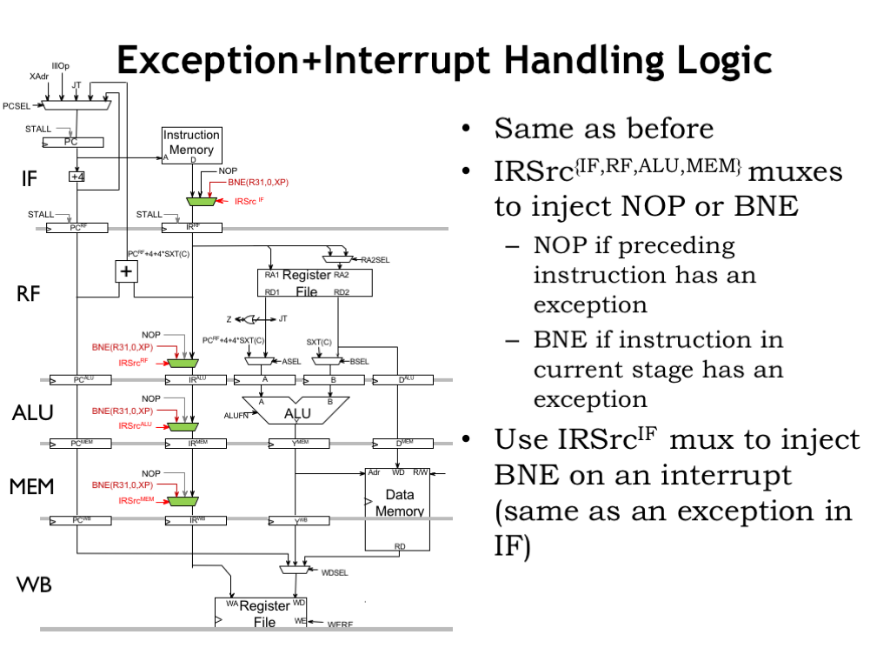 Exception+Interrupt Handling Logic
IllOp
XAdr
JT
PCSEL
STALL
PC
Instruction
Memory
A
D
IF
+4
NOP
BNE(R31,0,XP)
IRSrc IF
STALL
STALL
PCRF
IRRF
PCRF+4+4*SXT(C)
+
RA2SEL
RA1 Register RA2
File
RD1
RD2
RF
Z
JT
NOP
PCRF+4+4*SXT(C)
SXT(C)
BNE(R31,0,XP)
IRSrcRF
ASEL
BSEL
PCALU
IRALU
A
B
DALU
NOP
A
B
ALU
BNE(R31,0,XP)
ALUFN
ALU
IRSrcALU
PCMEM
IRMEM
YMEM
DMEM
NOP
Adr
WD
R/W
MEM
BNE(R31,0,XP)
Data
Memory
IRSrcMEM
PCWB
IRWB
YWB
RD
WB
WDSEL
WA Register WD
File
WE
WERF
• Same as before
• IRSrc{IF,RF,ALU,MEM} muxes
to inject NOP or BNE
– NOP if preceding
instruction has an
exception
– BNE if instruction in
current stage has an
exception
• Use IRSrcIF mux to inject
BNE on an interrupt
(same as an exception in
IF)